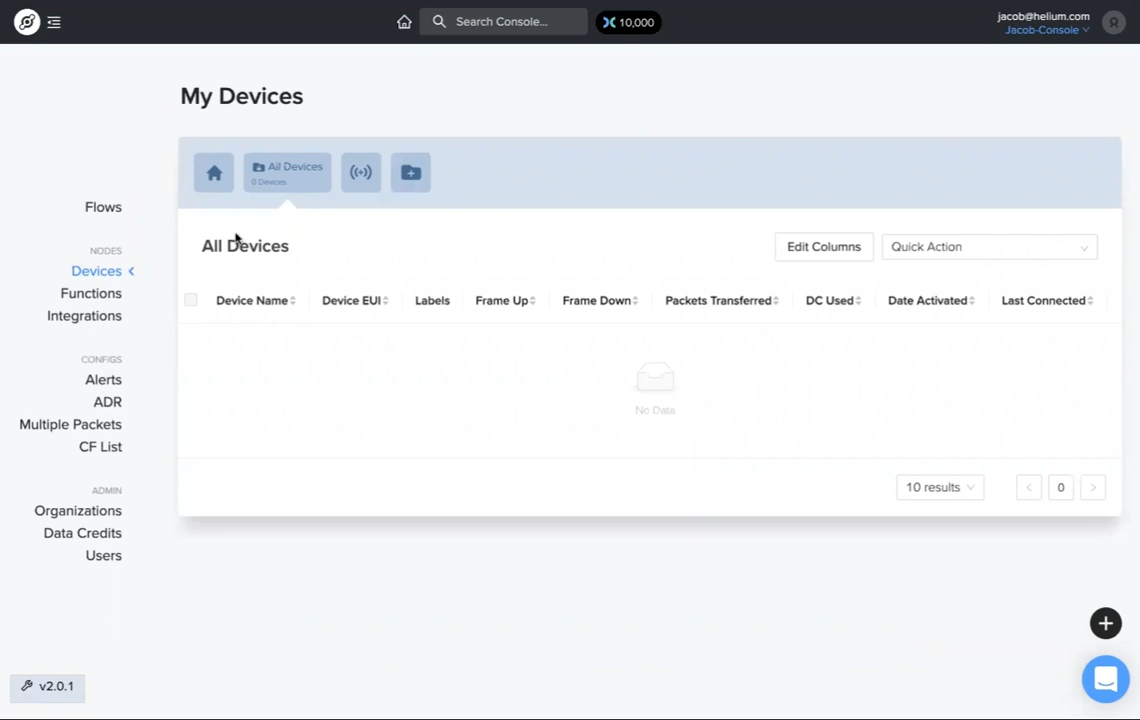 Search Console...
10,000
jacob@helium.com
Jacob-Console
R
My Devices
All Devices
0 Devices
Flows
NODES
Devices
Functions
Integrations
CONFIGS
Alerts
ADR
Multiple Packets
CF List
ADMIN
Organizations
Data Credits
Users
All Devices
Edit Columns
Quick Action
Device Name Device EUI Labels Frame Up Frame Down Packets Transferred DC Used Date Activated Last Connected
No Data
10 results
< 0 >
v2.0.1